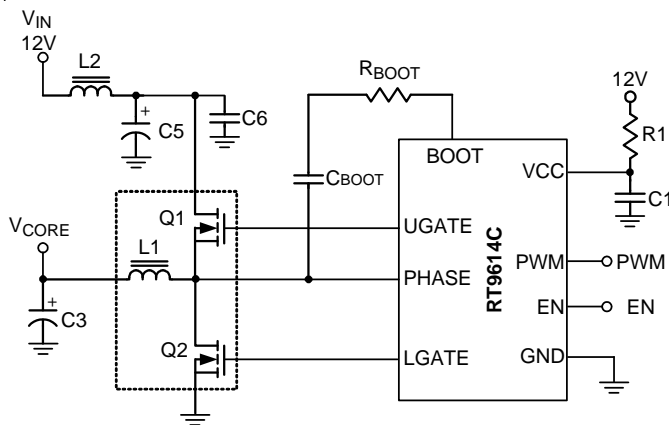 VIN
12V
L2
C5
C6
RBOOT
CBOOT
12V
R1
C1
BOOT
VCC
Q1
UGATE
VCORE
L1
PHASE
RT9614C
PWM
PWM
EN
EN
C3
Q2
LGATE
GND